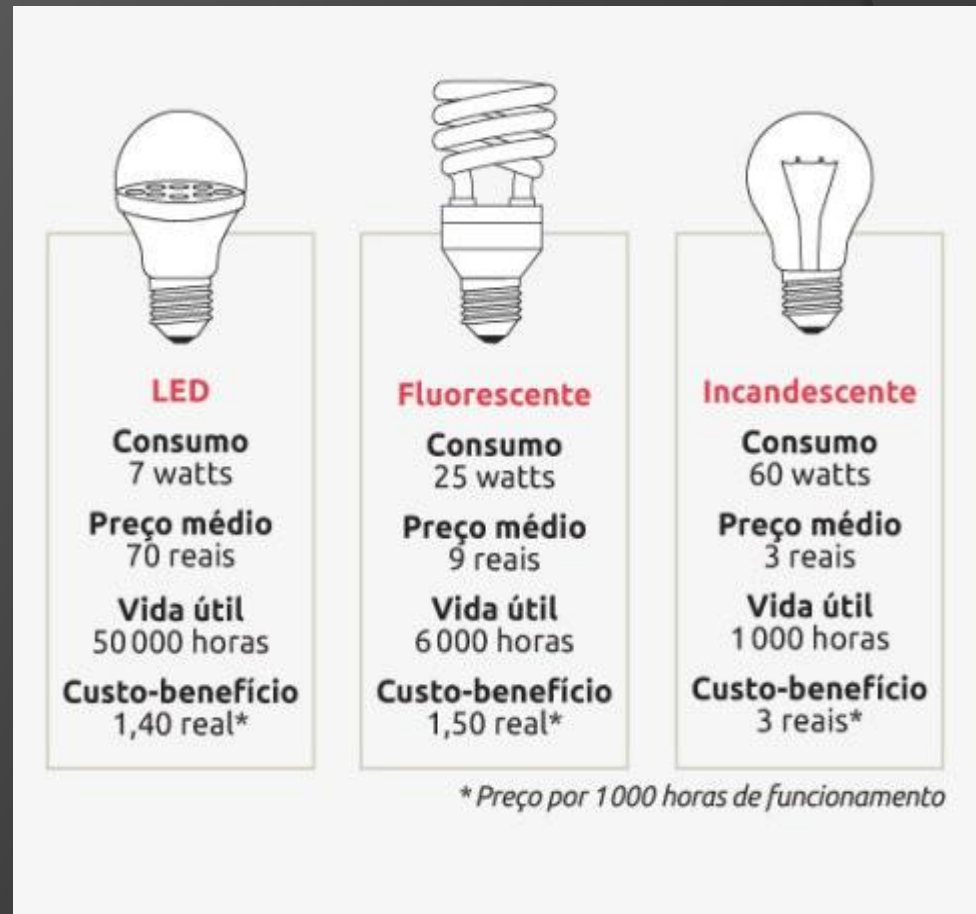 LED
Consumo
7 watts
Preço médio
70 reais
Vida útil
50 000 horas
Custo-benefício
1,40 real*
Fluorescente
Consumo
25 watts
Preço médio
9 reais
Vida útil
6 000 horas
Custo-benefício
1,50 real*
Incandescente
Consumo
60 watts
Preço médio
3 reais
Vida útil
1 000 horas
Custo-benefício
3 reais*
* Preço por 1 000 horas de funcionamento